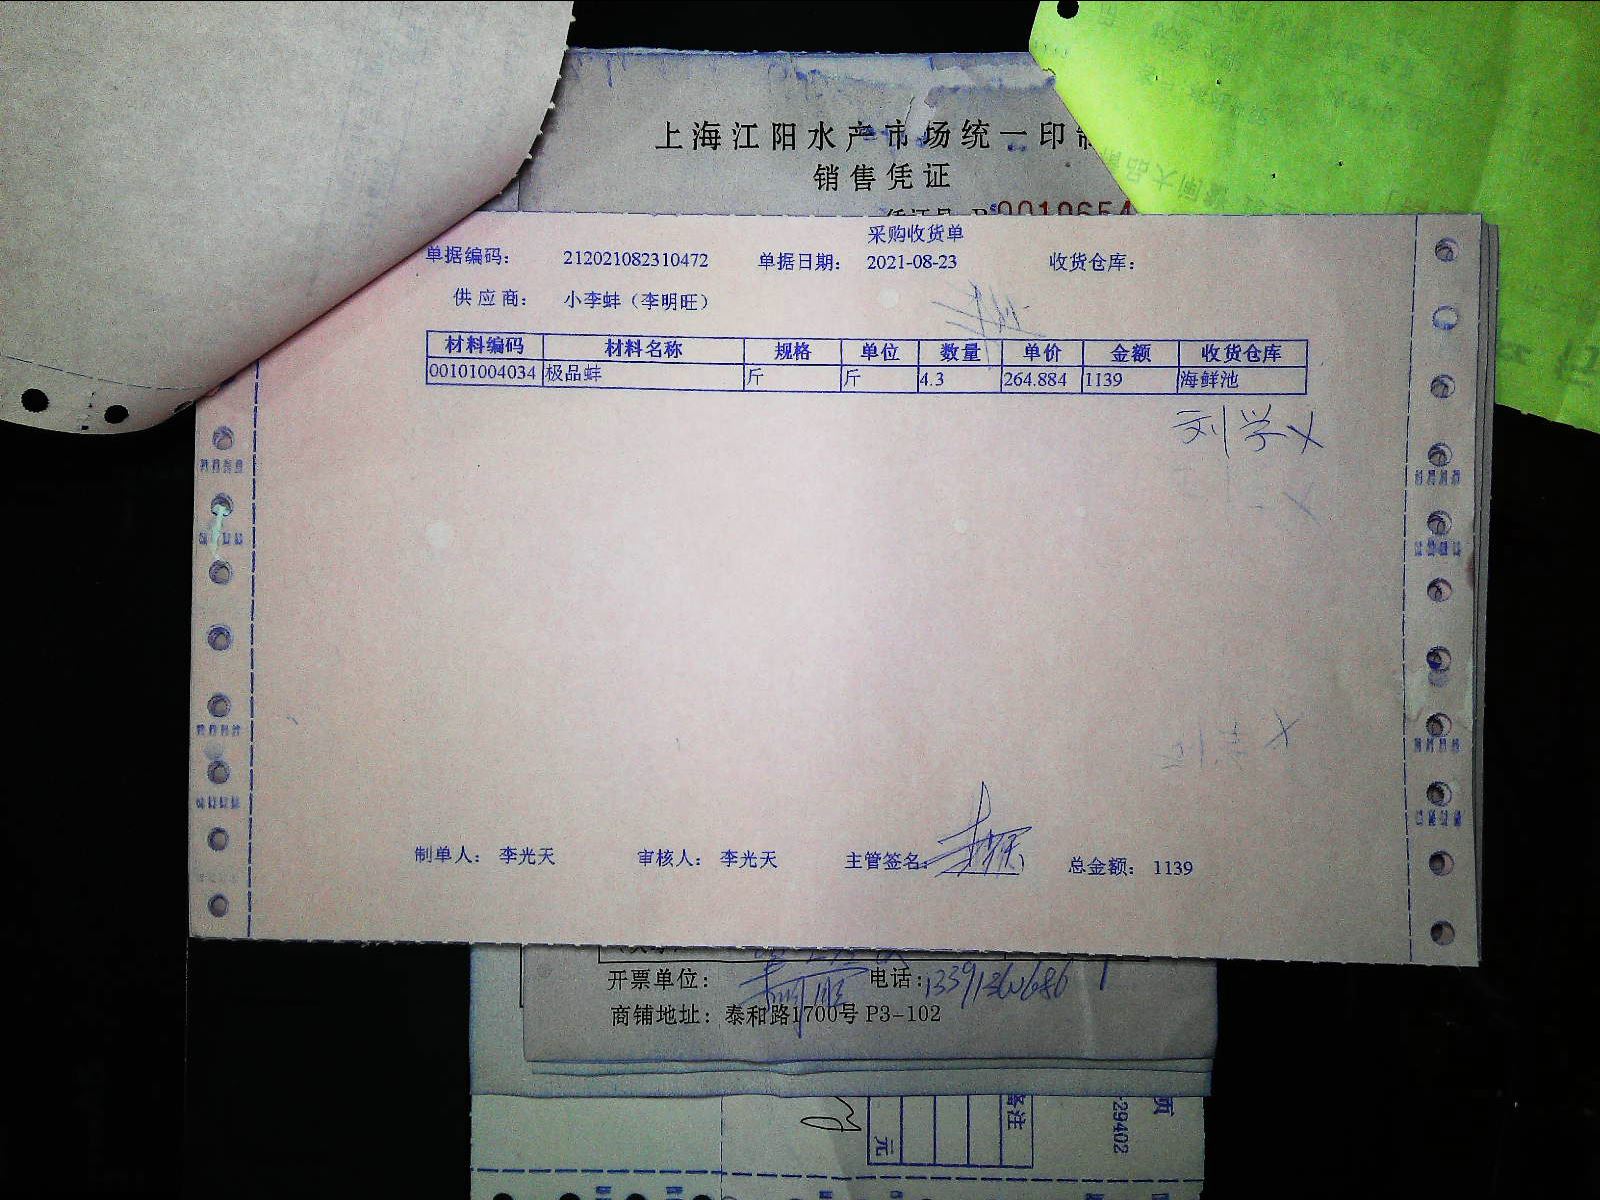 上海江阳水产市场统一印制
销售凭证
采购收货单
单据编码： 212021082310472 单据日期： 2021-08-23 收货仓库：
供应商： 小李蚌（李明旺）
材料编码 材料名称 规格 单位 数量 单价 金额 收货仓库
00101004034 极品蚌 斤 斤 4.3 264.884 1139 海鲜池
制单人： 李光天 审核人： 李光天 主管签名： 总金额： 1139
开票单位： 电话：
商铺地址：泰和路1700号 P3-102
备注
元
页
-29402